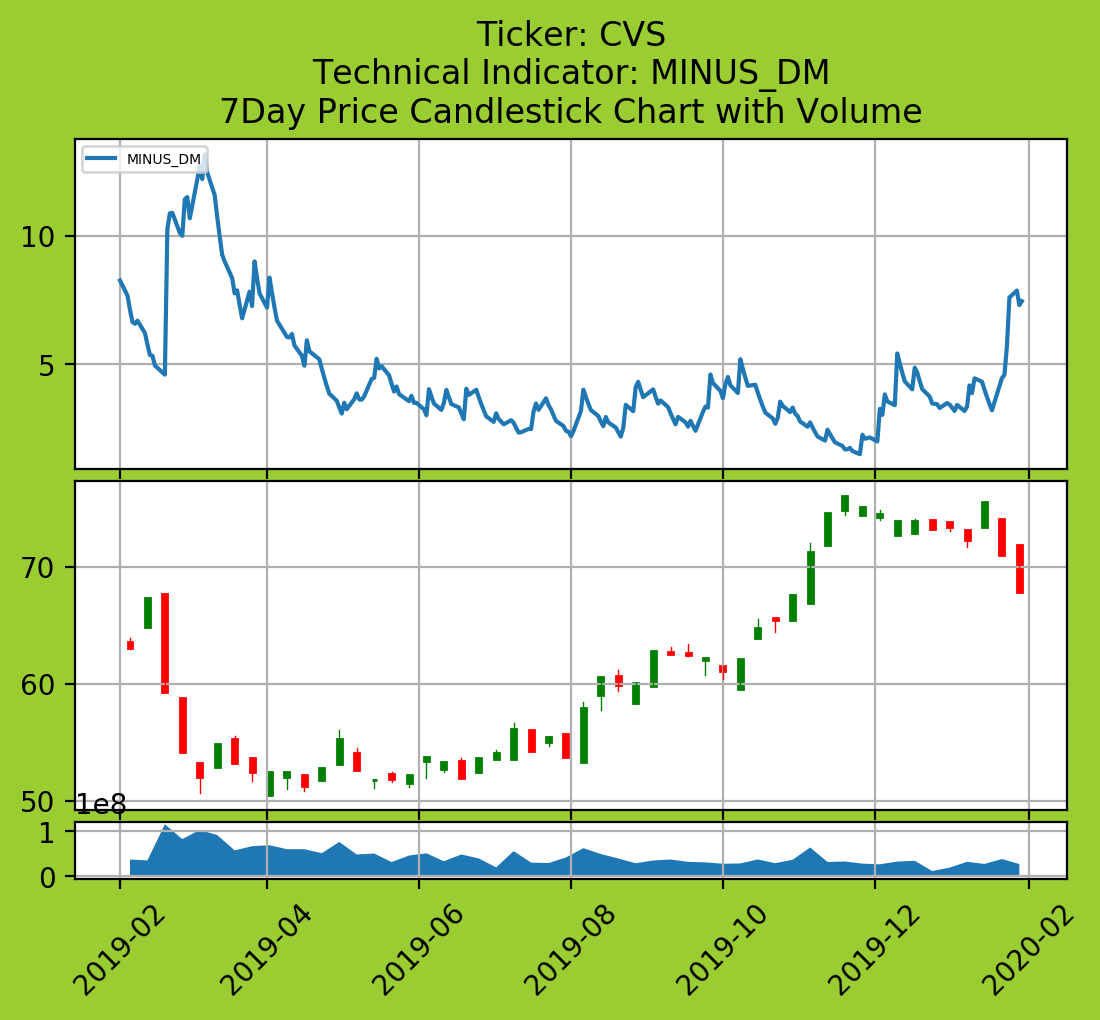 Ticker: CVS
Technical Indicator: MINUS_DM
7Day Price Candlestick Chart with Volume
MINUS_DM
10
5
70
60
50
1e8
1
0
2019-02
2019-04
2019-06
2019-08
2019-10
2019-12
2020-02